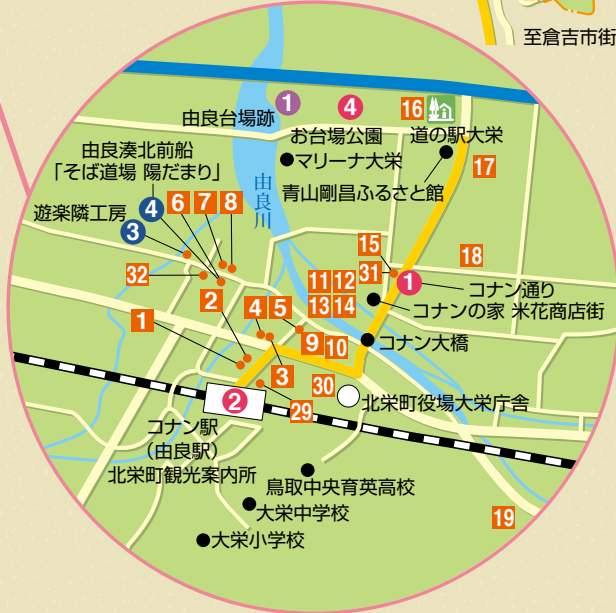 至倉吉市街
1
4
16
由良台場跡
お台場公園
道の駅大栄
由良湊北前船
「そば道場 陽だまり」
マリーナ大栄
17
青山剛昌ふるさと館
4
6
7
8
由良川
遊楽隣工房
3
15
18
32
11
12
31
1
コナン通り
13
14
コナンの家 米花商店街
1
2
4
5
9
10
コナン大橋
3
30
2
29
北栄町役場大栄庁舎
コナン駅
(由良駅)
北栄町観光案内所
鳥取中央育英高校
大栄中学校
19
大栄小学校